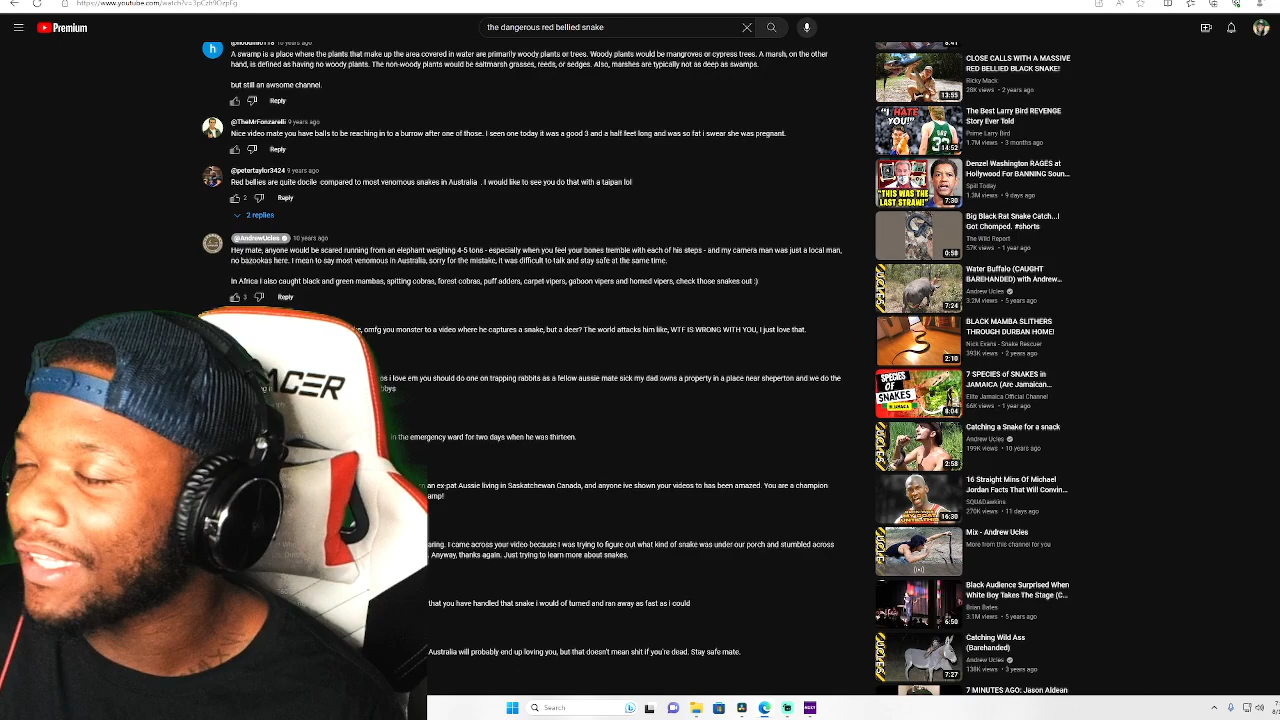 https://www.youtube.com/watch?v=3pCzh9OzpFg
Premium
the dangerous red bellied snake
10 years ago
A swamp is a place where the plants that make up the area covered in water are primarily woody plants or trees. Woody plants would be mangroves or cypress trees. A marsh, on the other
hand, is defined as having no woody plants. The non-woody plants would be saltmarsh grasses, reeds, or sedges. Also, marshes are typically not as deep as swamps.
but still an awsome channel.
Reply
@TheMrFonzarelli 9 years ago
Nice video mate you have balls to be reaching in to a burrow after one of those. I seen one today it was a good 3 and a half feet long and was so fat i swear she was pregnant.
Reply
@petertaylor3424 9 years ago
Red bellies are quite docile compared to most venomous snakes in Australia . I would like to see you do that with a taipan lol
2 Reply
2 replies
@AndrewUcles 10 years ago
Hey mate, anyone would be scared running from an elephant weighing 4-5 tons - especially when you feel your bones tremble with each of his steps - and my camera man was just a local man,
no bazookas here. I mean to say most venomous in Australia, sorry for the mistake, it was difficult to talk and stay safe at the same time.
In Africa I also caught black and green mambas, spitting cobras, forest cobras, puff adders, carpet vipers, gaboon vipers and horned vipers, check those snakes out :)
3 Reply
omfg you monster to a video where he captures a snake, but a deer? The world attacks him like, WTF IS WRONG WITH YOU, I just love that.
i love em you should do one on trapping rabbits as a fellow aussie mate sick my dad owns a property in a place near sheperton and we do the
in the emergency ward for two days when he was thirteen.
an ex-pat Aussie living in Saskatchewan Canada, and anyone ive shown your videos to has been amazed. You are a champion
I came across your video because I was trying to figure out what kind of snake was under our porch and stumbled across
Anyway, thanks again. Just trying to learn more about snakes.
that you have handled that snake i would of turned and ran away as fast as i could
Australia will probably end up loving you, but that doesn't mean shit if you're dead. Stay safe mate.
ACER
8:41
CLOSE CALLS WITH A MASSIVE
RED BELLIED BLACK SNAKE!
Ricky Mack
28K views • 2 years ago
13:55
"I HATE
YOU!"
The Best Larry Bird REVENGE
Story Ever Told
Prime Larry Bird
1.7M views • 3 months ago
14:52
"THIS WAS THE
LAST STRAW!"
Denzel Washington RAGES at
Hollywood For BANNING Soun...
Spill Today
1.3M views • 9 days ago
7:30
Big Black Rat Snake Catch...I
Got Chomped. #shorts
The Wild Report
57K views • 1 year ago
0:58
Water Buffalo (CAUGHT
BAREHANDED) with Andrew...
Andrew Ucles
3.2M views • 5 years ago
7:24
BLACK MAMBA SLITHERS
THROUGH DURBAN HOME!
Nick Evans - Snake Rescuer
393K views • 2 years ago
2:10
SPECIES
OF
SNAKES
7 SPECIES of SNAKES in
JAMAICA (Are Jamaican...
Elite Jamaica Official Channel
66K views • 1 year ago
8:04
Catching a Snake for a snack
Andrew Ucles
199K views • 10 years ago
2:58
16 Straight Mins Of Michael
Jordan Facts That Will Convin...
SQUADawkins
270K views • 11 days ago
16:30
Mix - Andrew Ucles
More from this channel for you
Black Audience Surprised When
White Boy Takes The Stage (C...
Brian Bates
3.1M views • 5 years ago
6:50
Catching Wild Ass
(Barehanded)
Andrew Ucles
138K views • 3 years ago
7:27
7 MINUTES AGO: Jason Aldean
Search